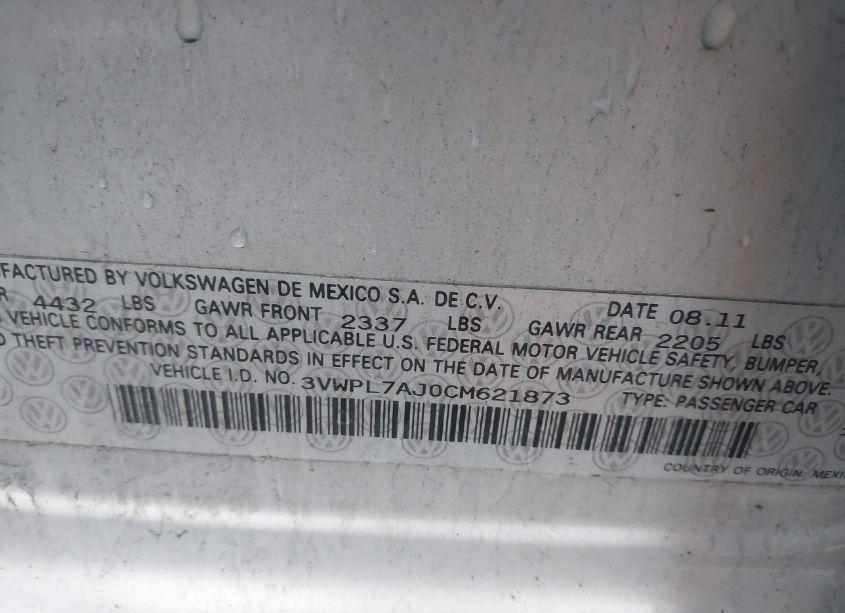 FACTURED BY VOLKSWAGEN DE MEXICO S.A. DE C.V. DATE 08.11
R 4432 LBS GAWR FRONT 2337 LBS GAWR REAR 2205 LBS
VEHICLE CONFORMS TO ALL APPLICABLE U.S. FEDERAL MOTOR VEHICLE SAFETY, BUMPER,
D THEFT PREVENTION STANDARDS IN EFFECT ON THE DATE OF MANUFACTURE SHOWN ABOVE.
VEHICLE I.D. NO. 3VWPL7AJ0CM621873 TYPE: PASSENGER CAR
COUNTRY OF ORIGIN: MEXI